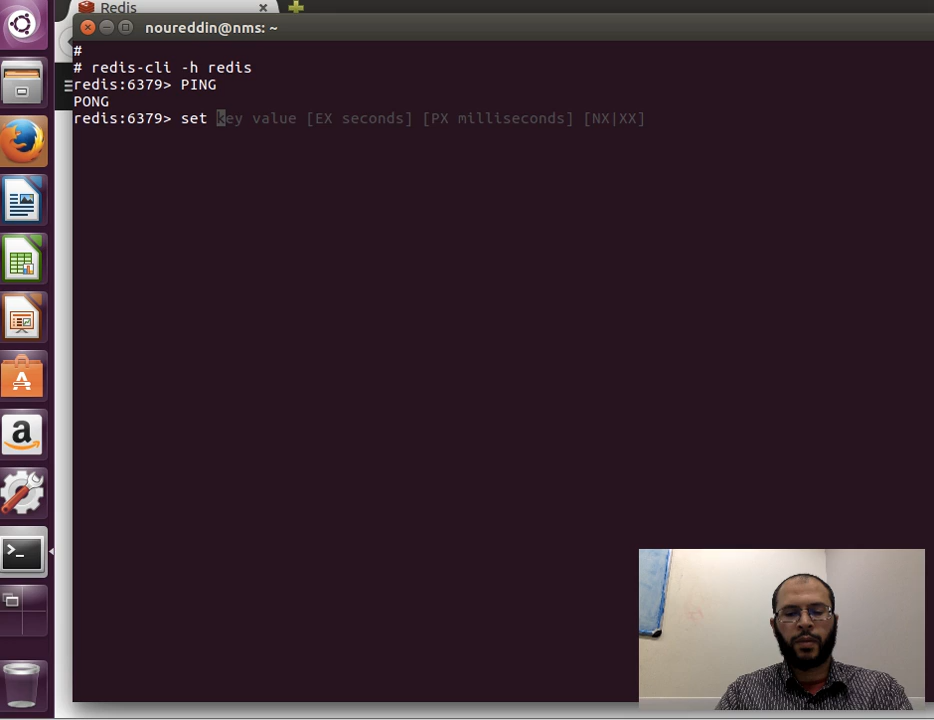 Redis
noureddin@nms: ~
#
# redis-cli -h redis
redis:6379> PING
PONG
redis:6379> set key value [EX seconds] [PX milliseconds] [NX|XX]